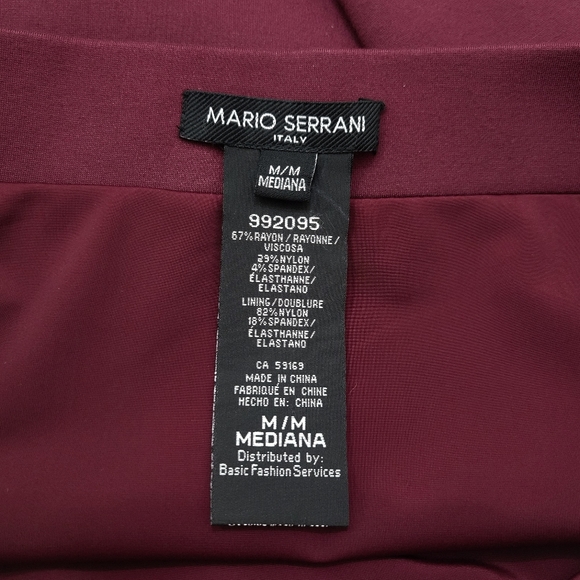 MARIO SERRANI
ITALY
M/M
MEDIANA
992095
67%RAYON/RAYONNE/
VISCOSA
29%NYLON
4%SPANDEX/
ÉLASTHANNE/
ELASTANO
LINING/DOUBLURE
82%NYLON
18%SPANDEX/
ÉLASTHANNE/
ELASTANO
CA 59169
MADE IN CHINA
FABRIQUÉ EN CHINE
HECHO EN: CHINA
M/M
MEDIANA
Distributed by:
Basic Fashion Services